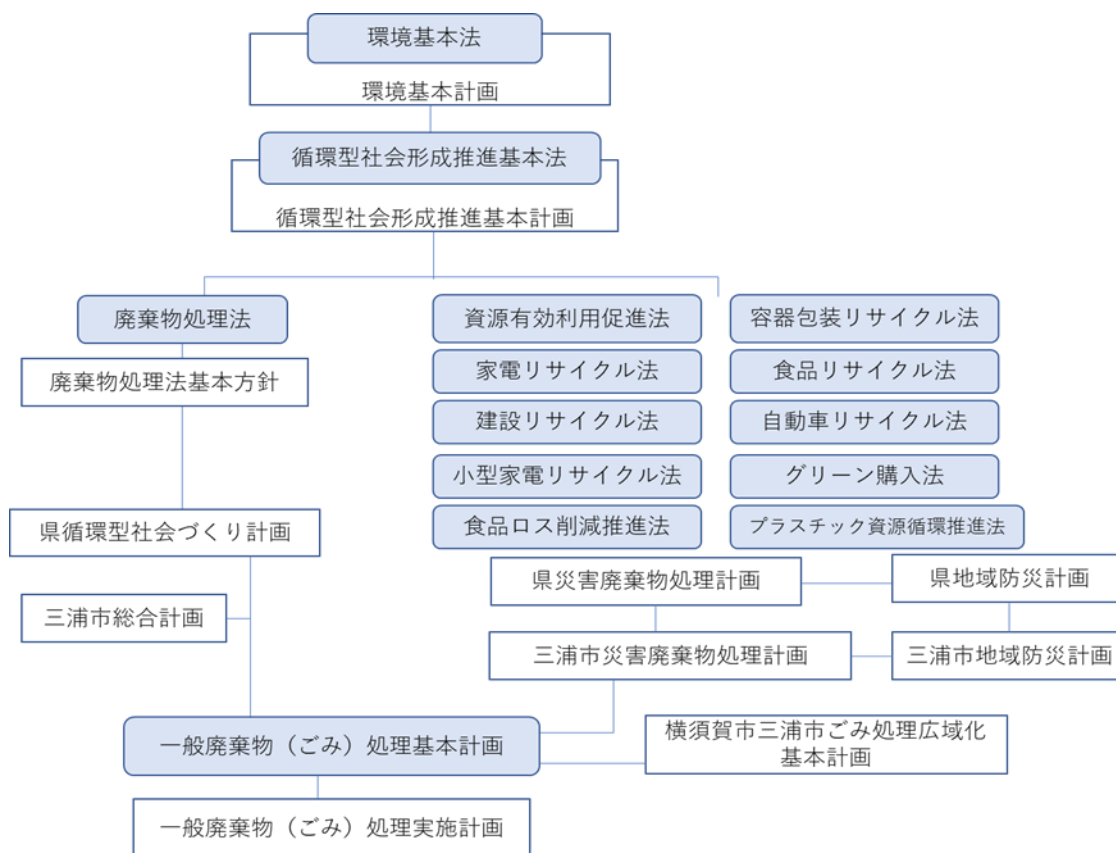 環境基本法
環境基本計画
循環型社会形成推進基本法
循環型社会形成推進基本計画
廃棄物処理法
資源有効利用促進法
容器包装リサイクル法
廃棄物処理法基本方針
家電リサイクル法
食品リサイクル法
建設リサイクル法
自動車リサイクル法
小型家電リサイクル法
グリーン購入法
県循環型社会づくり計画
食品ロス削減推進法
プラスチック資源循環推進法
県災害廃棄物処理計画
県地域防災計画
三浦市総合計画
三浦市災害廃棄物処理計画
三浦市地域防災計画
一般廃棄物（ごみ）処理基本計画
横須賀市三浦市ごみ処理広域化
基本計画
一般廃棄物（ごみ）処理実施計画